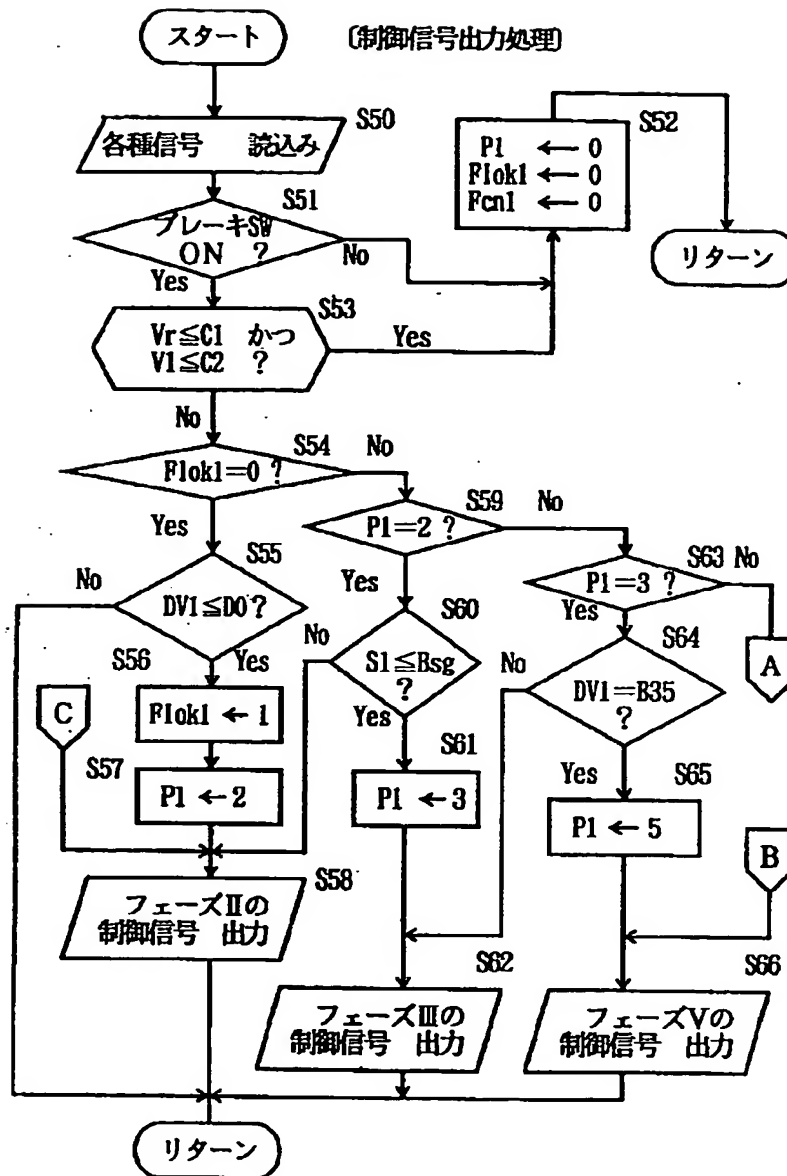 スタート
〔制御信号出力処理〕
S50
各種信号 読込み
S51
ブレーキSW
ON ?
No
Yes
S52
P1 ← 0
Flok1 ← 0
Fcn1 ← 0
リターン
S53
Vr≦C1 かつ
V1≦C2 ?
Yes
No
S54
Flok1=0 ?
No
Yes
S59
P1=2 ?
No
Yes
S63
P1=3 ?
No
Yes
A
S55
DV1≦D0?
No
Yes
S60
S1≦Bsg
?
No
Yes
S64
DV1=B35
?
No
Yes
S56
Flok1 ← 1
C
S57
P1 ← 2
S61
P1 ← 3
S65
P1 ← 5
B
S58
フェーズⅡの
制御信号 出力
S62
フェーズⅢの
制御信号 出力
S66
フェーズⅤの
制御信号 出力
リターン